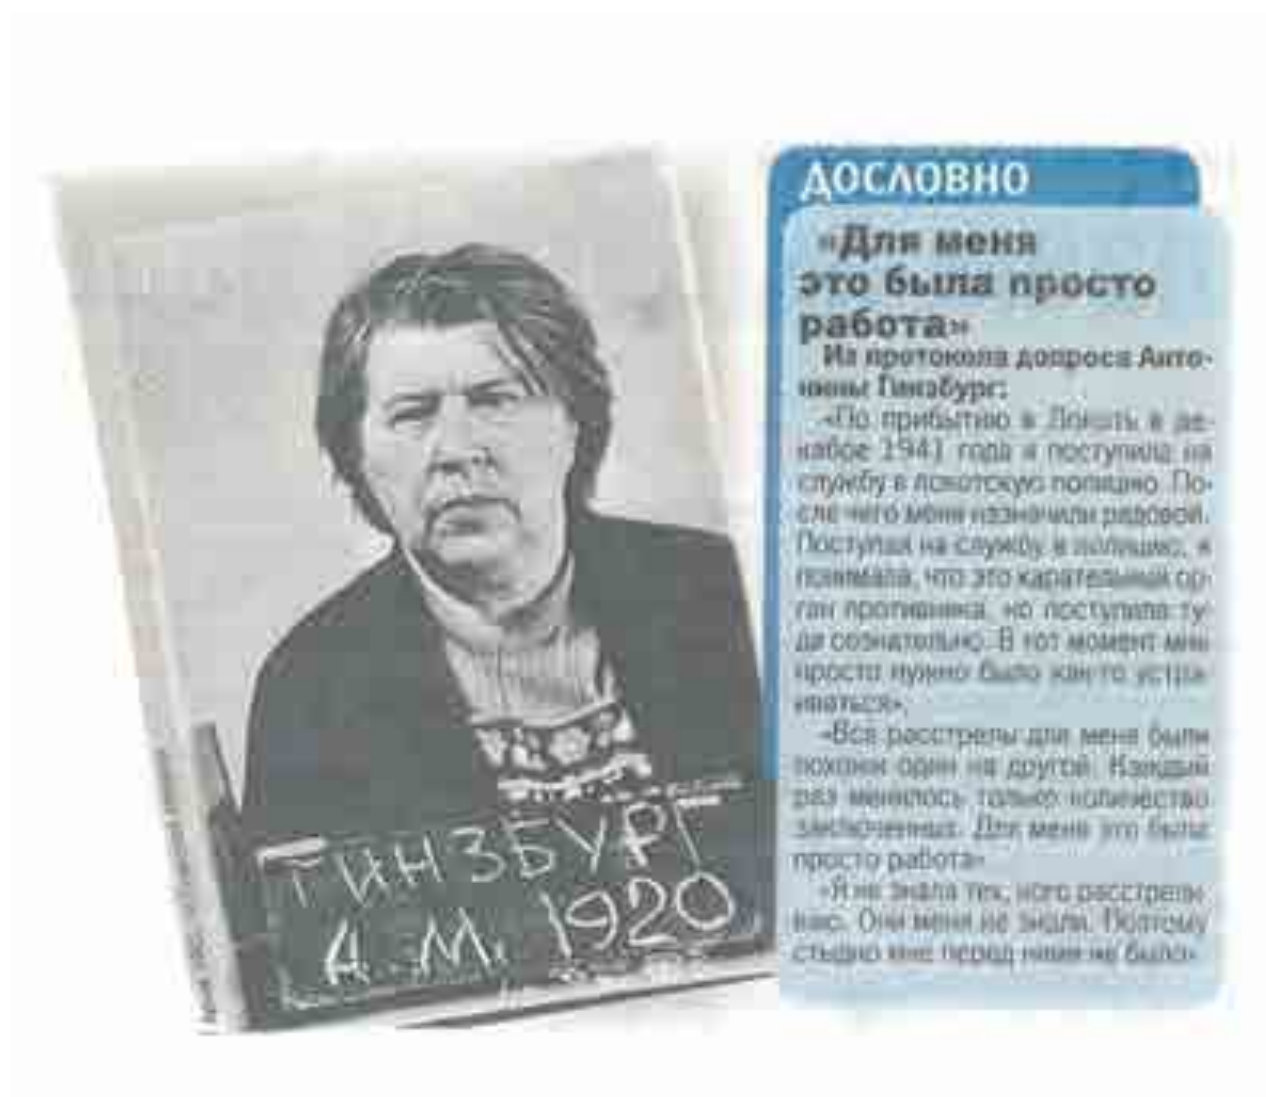 ГИНЗБУРГ
А. М. 1920
ДОСЛОВНО
«Для меня
это была просто
работа»
Из протокола допроса Анто-
нины Гинзбург:
«По прибытию в Локоть в де-
кабре 1941 года я поступила на
службу в локотскую полицию. По-
сле чего меня назначили рядовой.
Поступая на службу в полицию, я
понимала, что это карательный ор-
ган противника, но поступила ту-
да сознательно. В тот момент мне
просто нужно было как-то устра-
иваться».
«Все расстрелы для меня были
похожи один на другой. Каждый
раз менялось только количество
заключенных. Для меня это была
просто работа»
«Я не знала тех, кого расстрели-
ваю. Они меня не знали. Поэтому
стыдно мне перед ними не было».